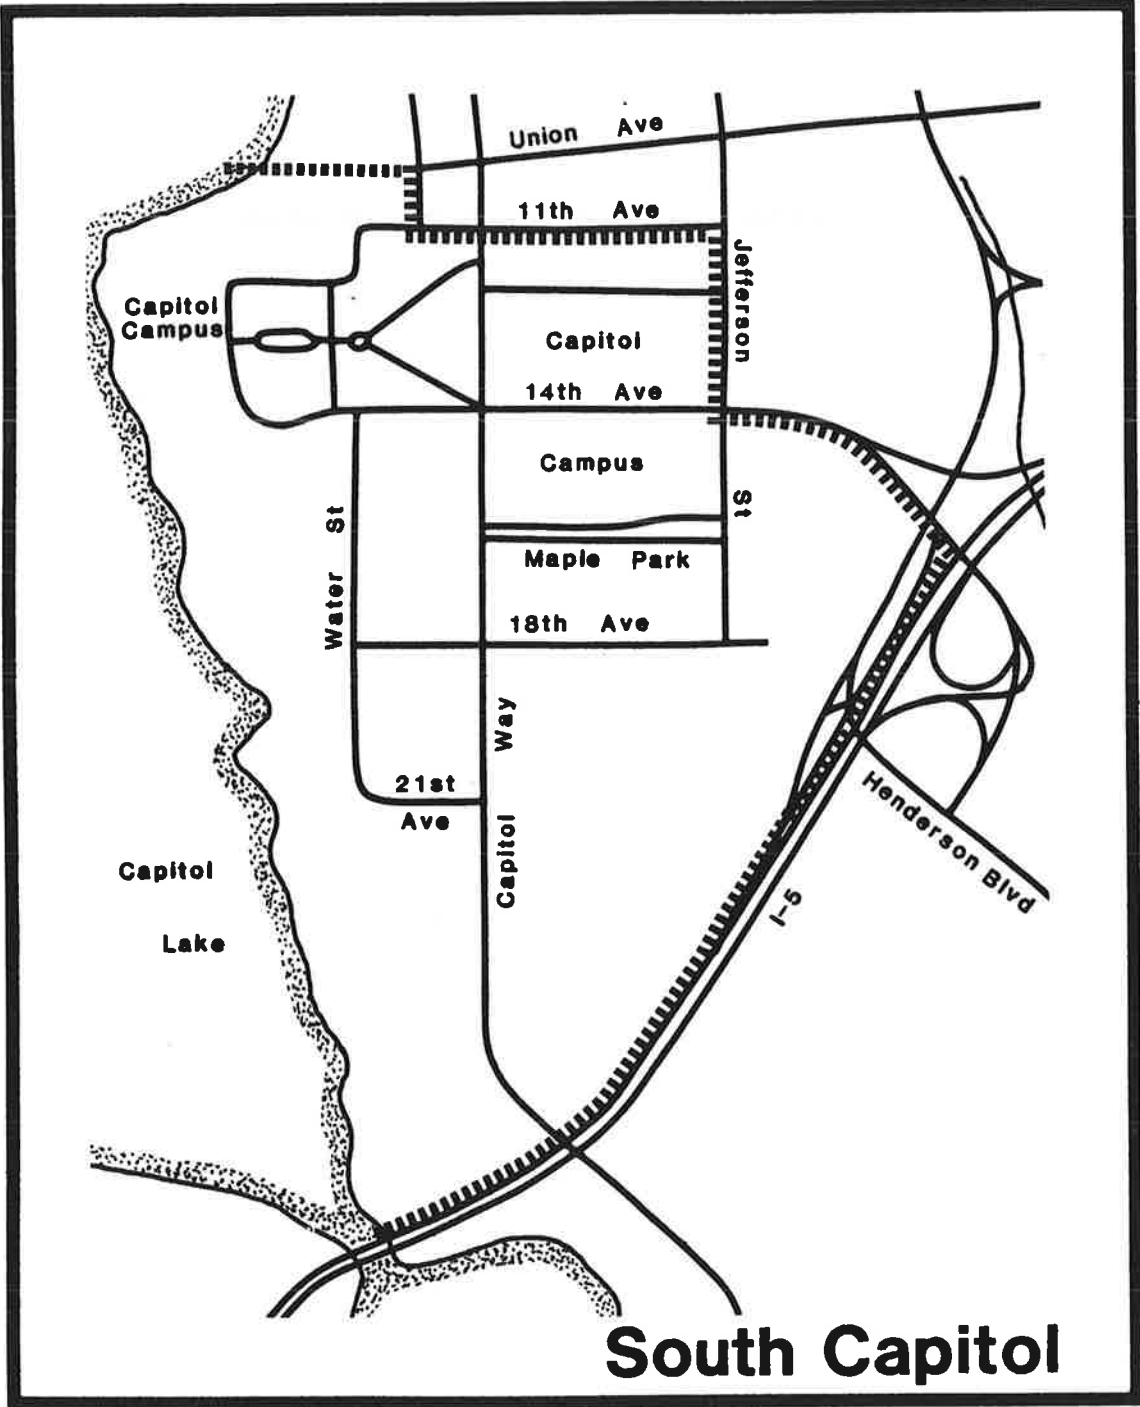 Union Ave
11th Ave
Jefferson St
Capitol
Campus
Capitol
14th Ave
Campus
Water St
Maple Park
18th Ave
Capitol Way
21st
Ave
Henderson Blvd
Capitol
Lake
I-5
South Capitol